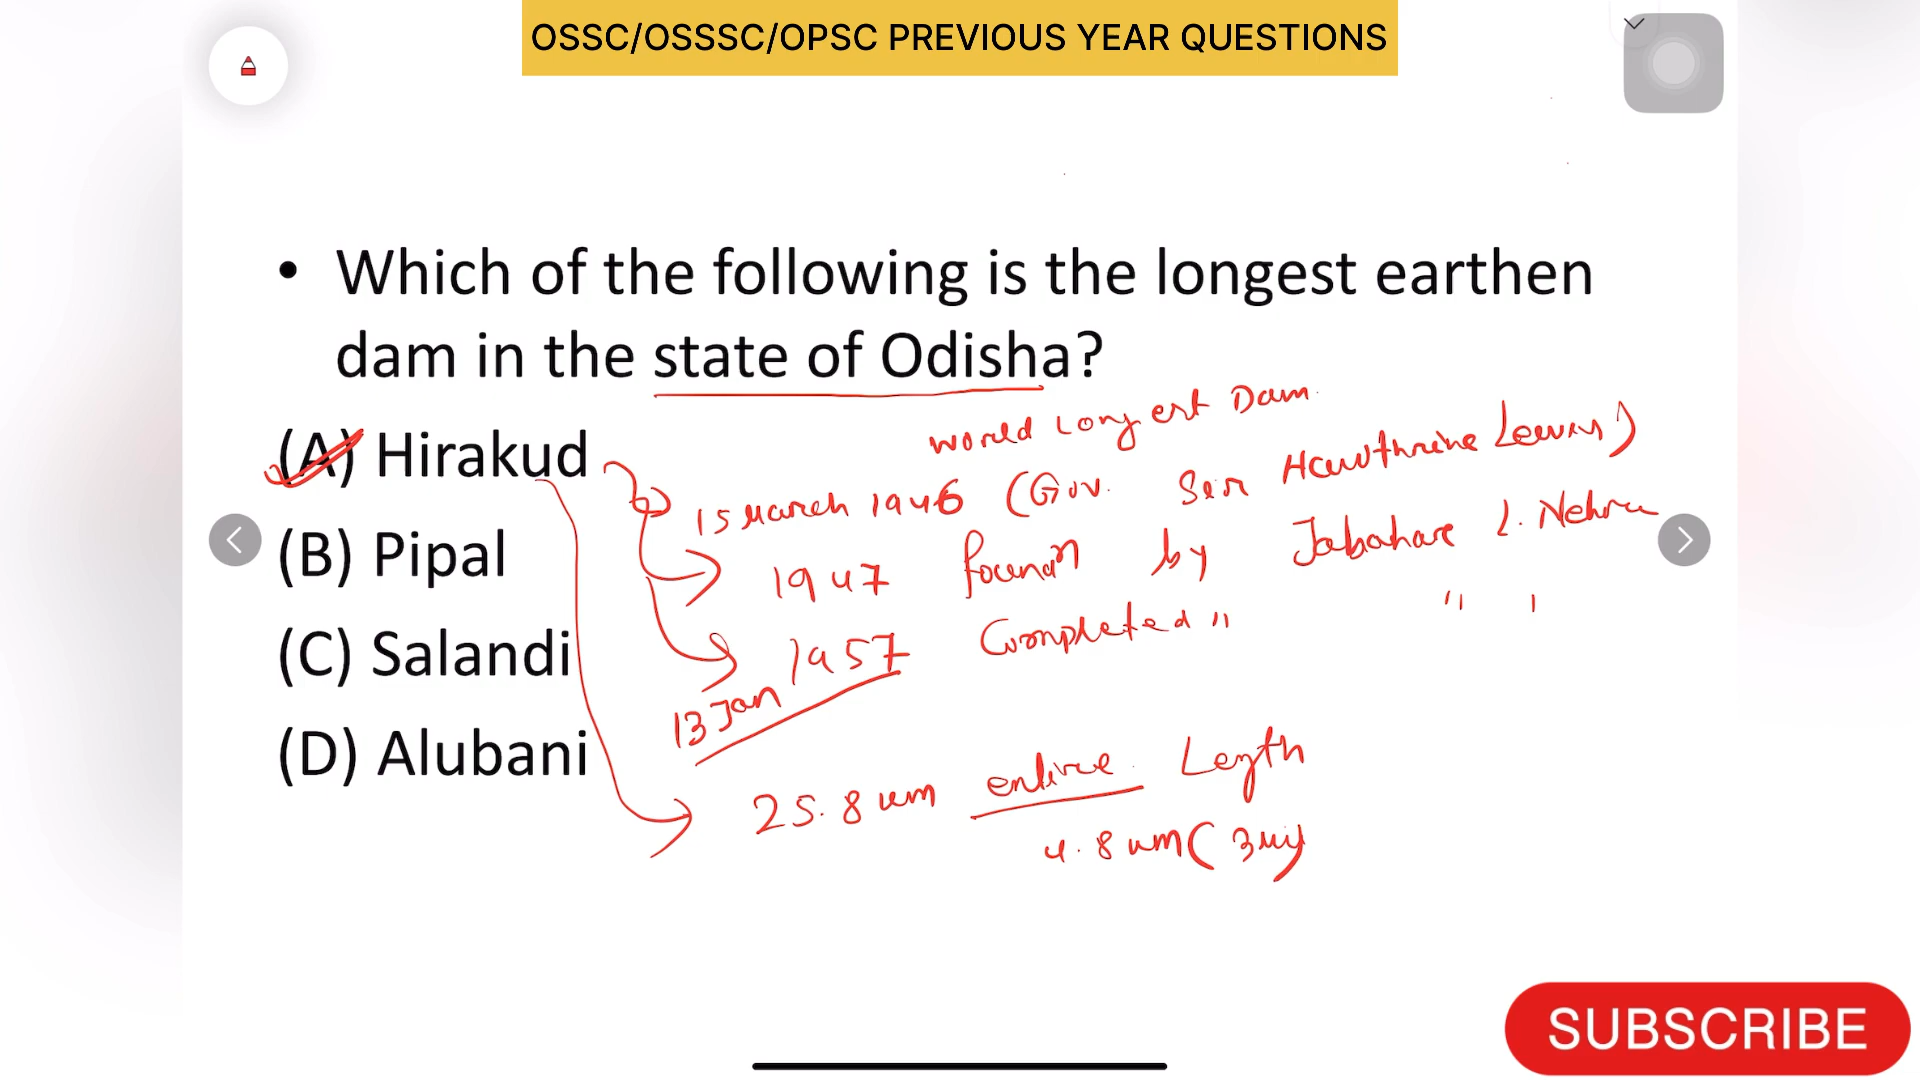 OSSC/OSSSC/OPSC PREVIOUS YEAR QUESTIONS
• Which of the following is the longest earthen
dam in the state of Odisha?
World Longest Dam
(A) Hirakud
15 March 1946 (Gov. Sir Hawthrine Lewis)
(B) Pipal
1947 by Jabahar L. Nehru
(C) Salandi
13 Jan 1957 Completed " " "
(D) Alubani
25.8 km entire Length
4.8 km (3 mi)
SUBSCRIBE